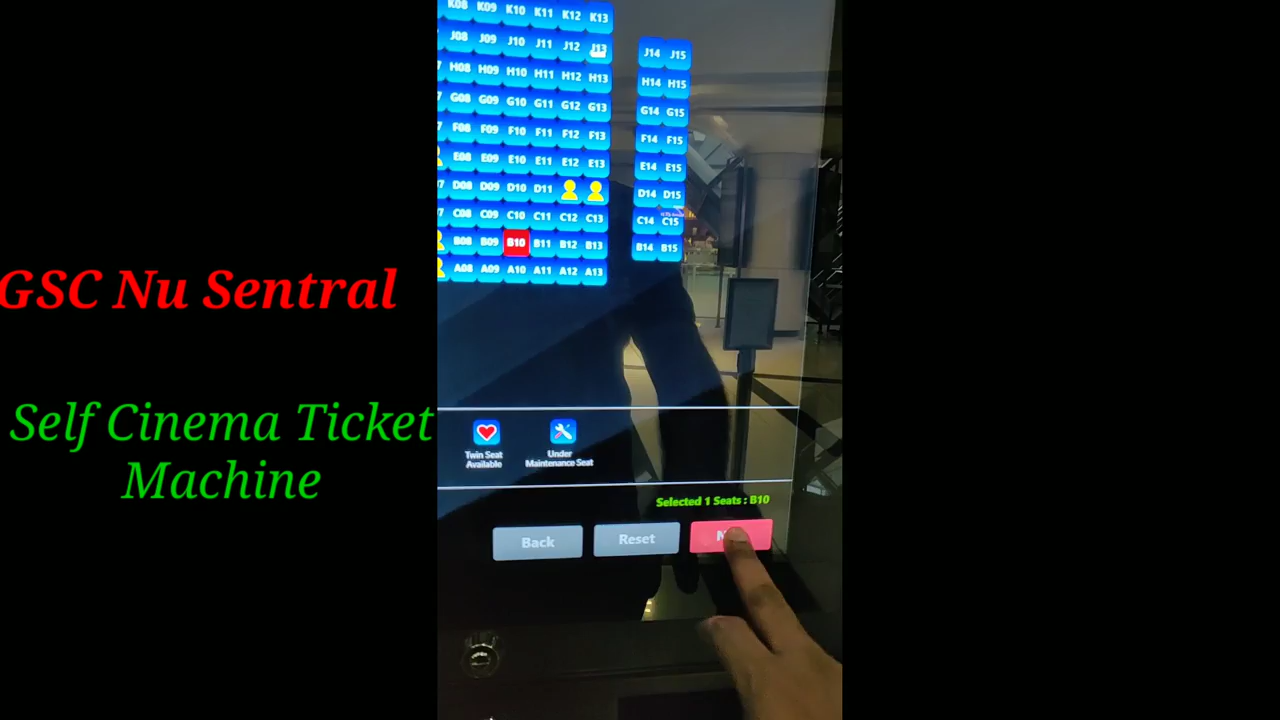 GSC Nu Sentral
Self Cinema Ticket
Machine
K08 K09 K10 K11 K12 K13
J08 J09 J10 J11 J12 J13 J14 J15
H08 H09 H10 H11 H12 H13 H14 H15
G08 G09 G10 G11 G12 G13 G14 G15
F08 F09 F10 F11 F12 F13 F14 F15
E08 E09 E10 E11 E12 E13 E14 E15
D08 D09 D10 D11 D14 D15
C08 C09 C10 C11 C12 C13 C14 C15
B08 B09 B10 B11 B12 B13 B14 B15
A08 A09 A10 A11 A12 A13
Twin Seat
Available
Under
Maintenance Seat
Selected 1 Seats : B10
Back Reset